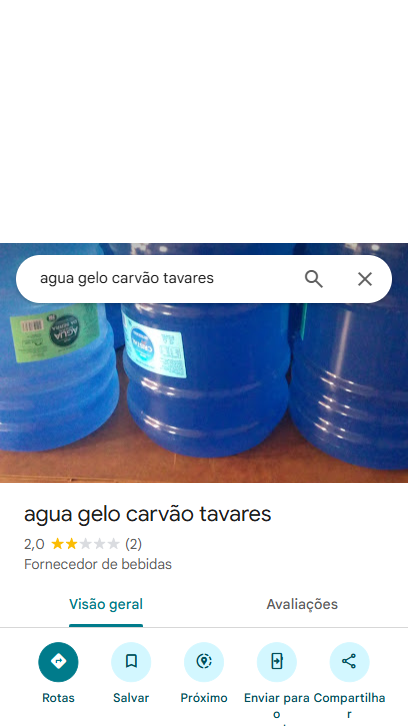 agua gelo carvão tavares
ÁGUA
agua gelo carvão tavares
2,0 (2)
Fornecedor de bebidas
Visão geral
Avaliações
Rotas
Salvar
Próximo
Enviar para o
Compartilhar